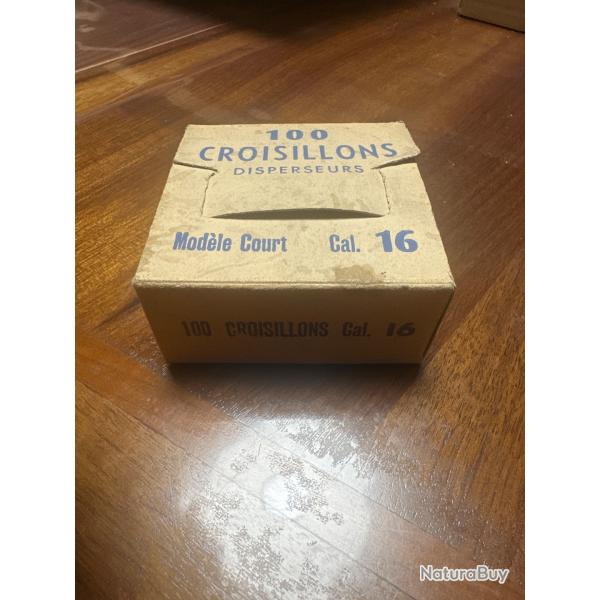 100
CROISILLONS
DISPERSEURS
Modèle Court Cal. 16
100 CROISILLONS Cal. 16
NaturaBuy